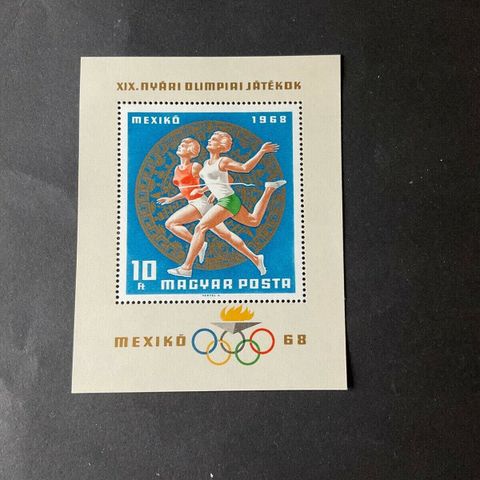 XIX. NYÁRI OLIMPIAI JÁTÉKOK
MEXIKÓ 1968
10 Ft MAGYAR POSTA
MEXIKÓ 68